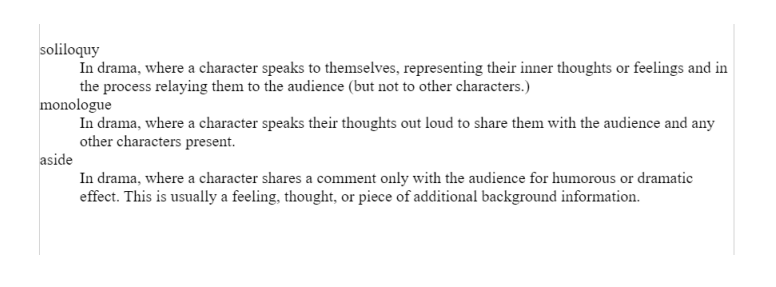 soliloquy
In drama, where a character speaks to themselves, representing their inner thoughts or feelings and in
the process relaying them to the audience (but not to other characters.)
monologue
In drama, where a character speaks their thoughts out loud to share them with the audience and any
other characters present.
aside
In drama, where a character shares a comment only with the audience for humorous or dramatic
effect. This is usually a feeling, thought, or piece of additional background information.